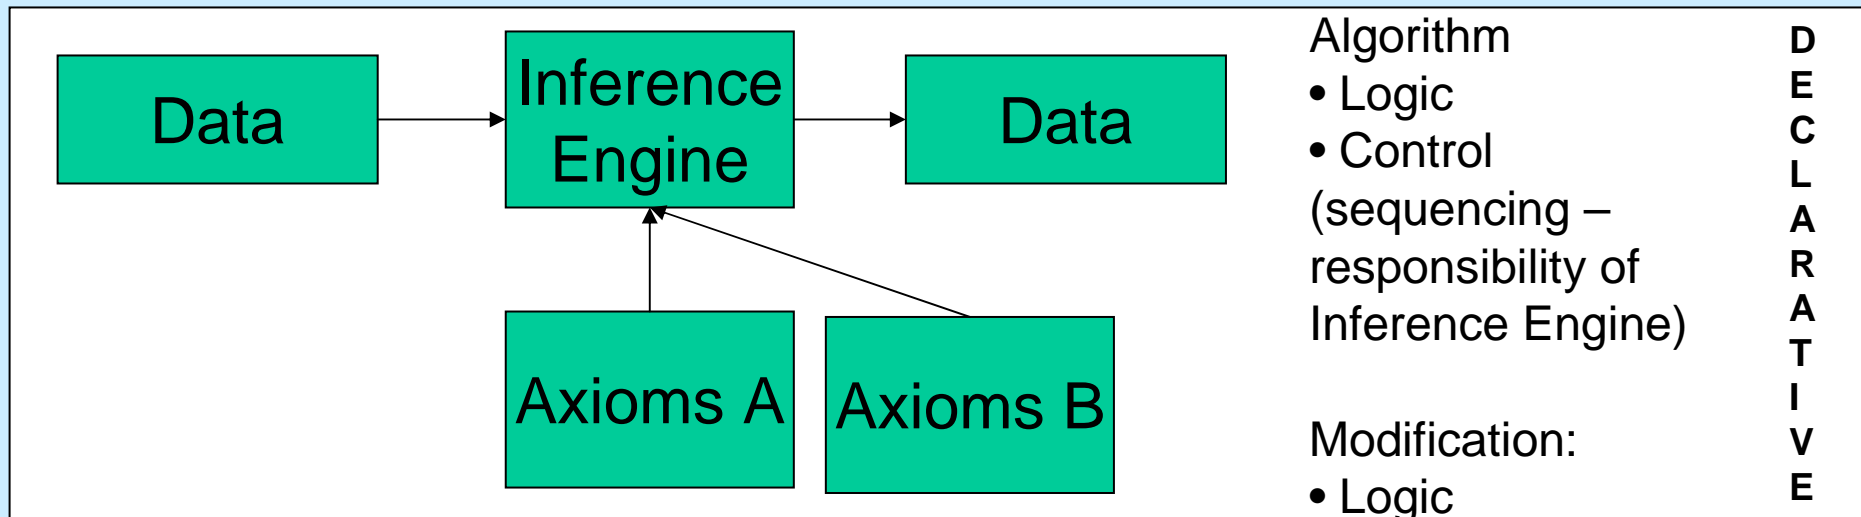 Data
Inference
Engine
Data
Axioms A
Axioms B
Algorithm
• Logic
• Control
(sequencing –
responsibility of
Inference Engine)
Modification:
• Logic
D
E
C
L
A
R
A
T
I
V
E